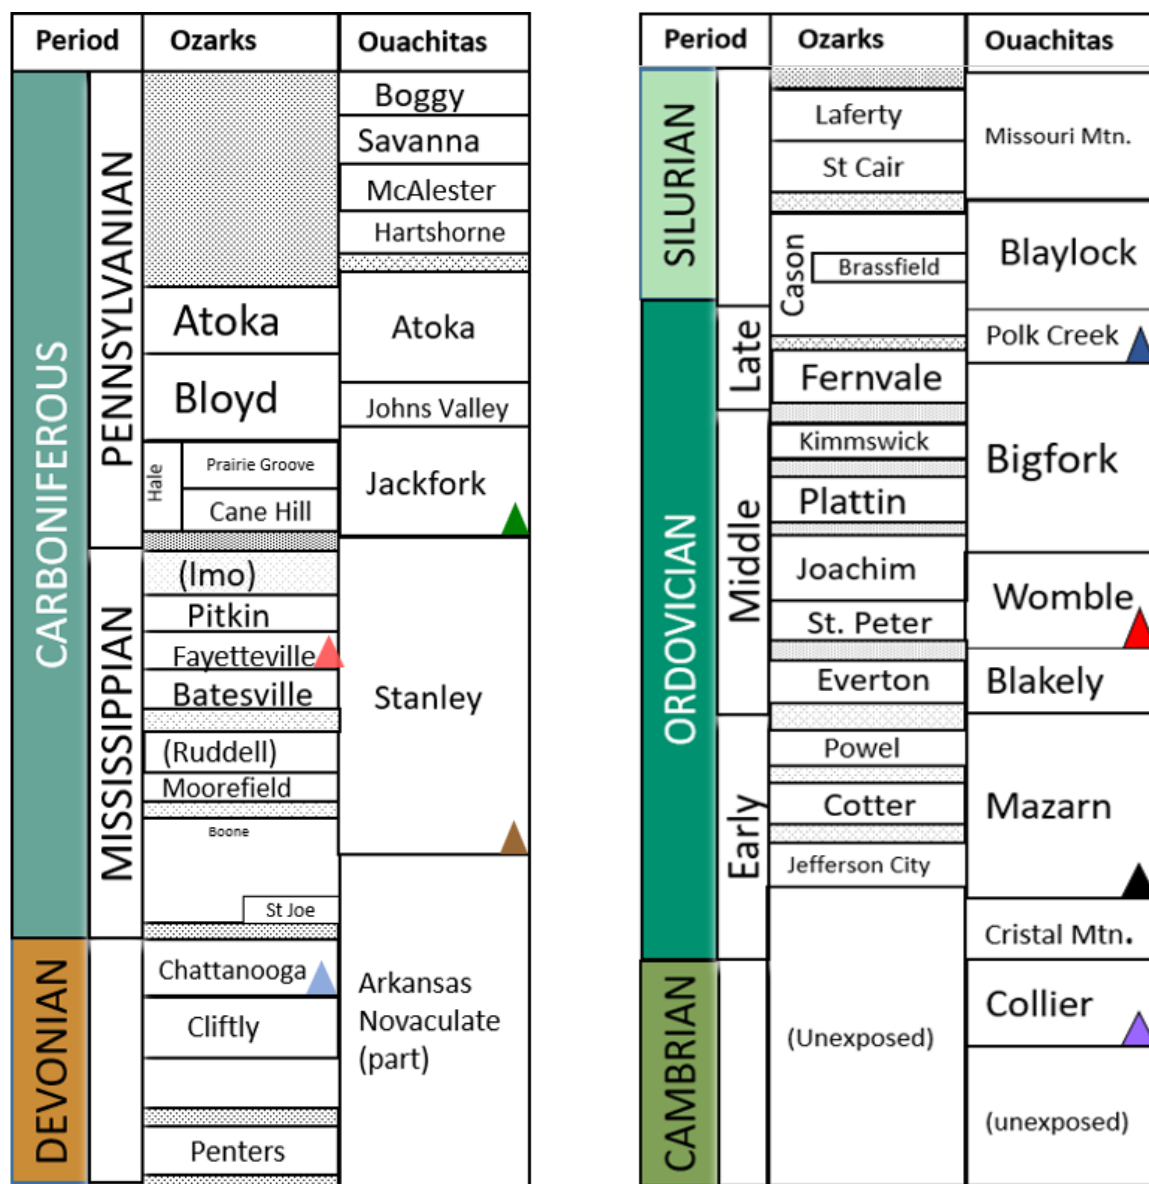 Period
Ozarks
Ouachitas
CARBONIFEROUS
PENNSYLVANIAN
Boggy
Savanna
McAlester
Hartshorne
Atoka
Atoka
Bloyd
Johns Valley
Hale
Prairie Groove
Cane Hill
Jackfork
MISSISSIPPIAN
(Imo)
Pitkin
Fayetteville
Batesville
(Ruddell)
Moorefield
Boone
St Joe
Stanley
DEVONIAN
Chattanooga
Cliftly
Penters
Arkansas
Novaculate
(part)
Period
Ozarks
Ouachitas
SILURIAN
Laferty
St Cair
Missouri Mtn.
Cason
Brassfield
Blaylock
Polk Creek
ORDOVICIAN
Late
Fernvale
Middle
Kimmswick
Plattin
Joachim
St. Peter
Everton
Bigfork
Womble
Blakely
Early
Powel
Cotter
Jefferson City
Mazarn
Cristal Mtn.
CAMBRIAN
(Unexposed)
Collier
(unexposed)